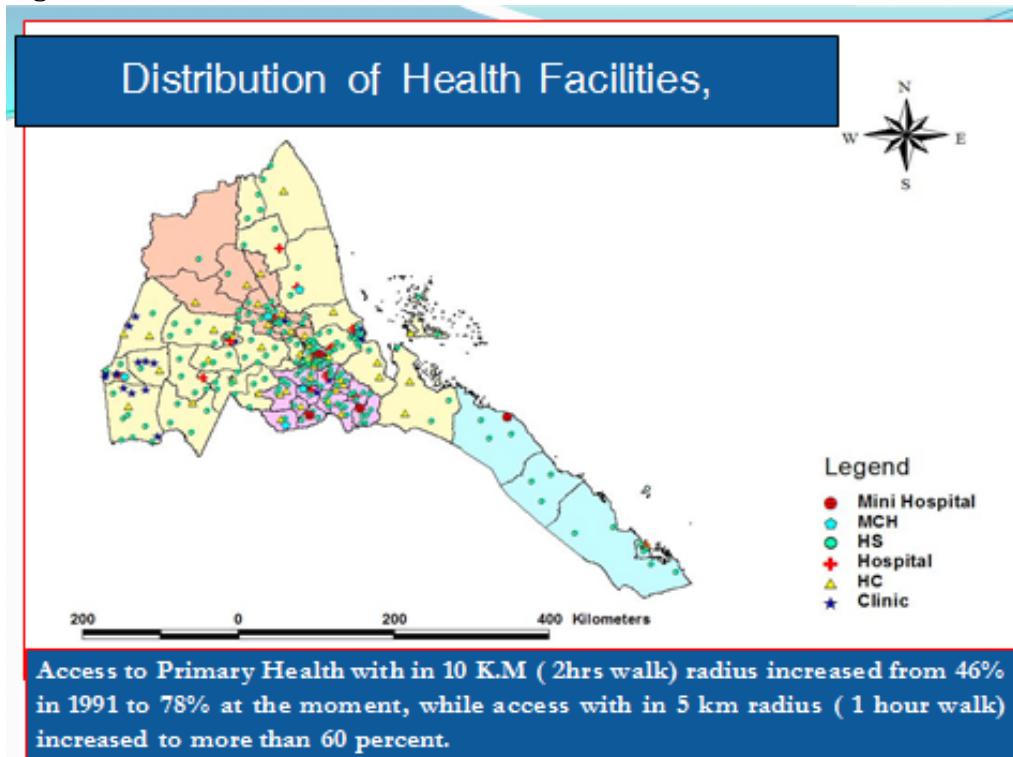 Distribution of Health Facilities,
N
W
E
S
Legend
Mini Hospital
MCH
HS
Hospital
HC
Clinic
200 0 200 400 Kilometers
Access to Primary Health with in 10 K.M ( 2hrs walk) radius increased from 46%
in 1991 to 78% at the moment, while access with in 5 km radius ( 1 hour walk)
increased to more than 60 percent.